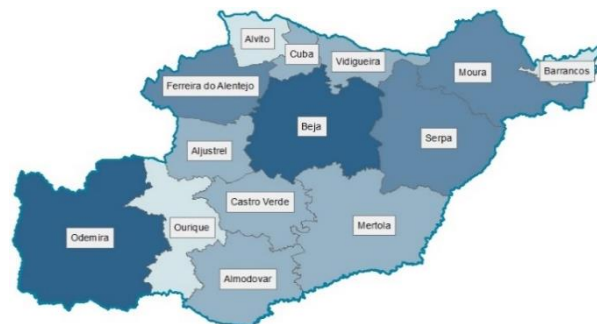 Alvito
Cuba
Vidigueira
Moura
Barrancos
Ferreira do Alentejo
Beja
Serpa
Aljustrel
Castro Verde
Ourique
Mertola
Odemira
Almodovar